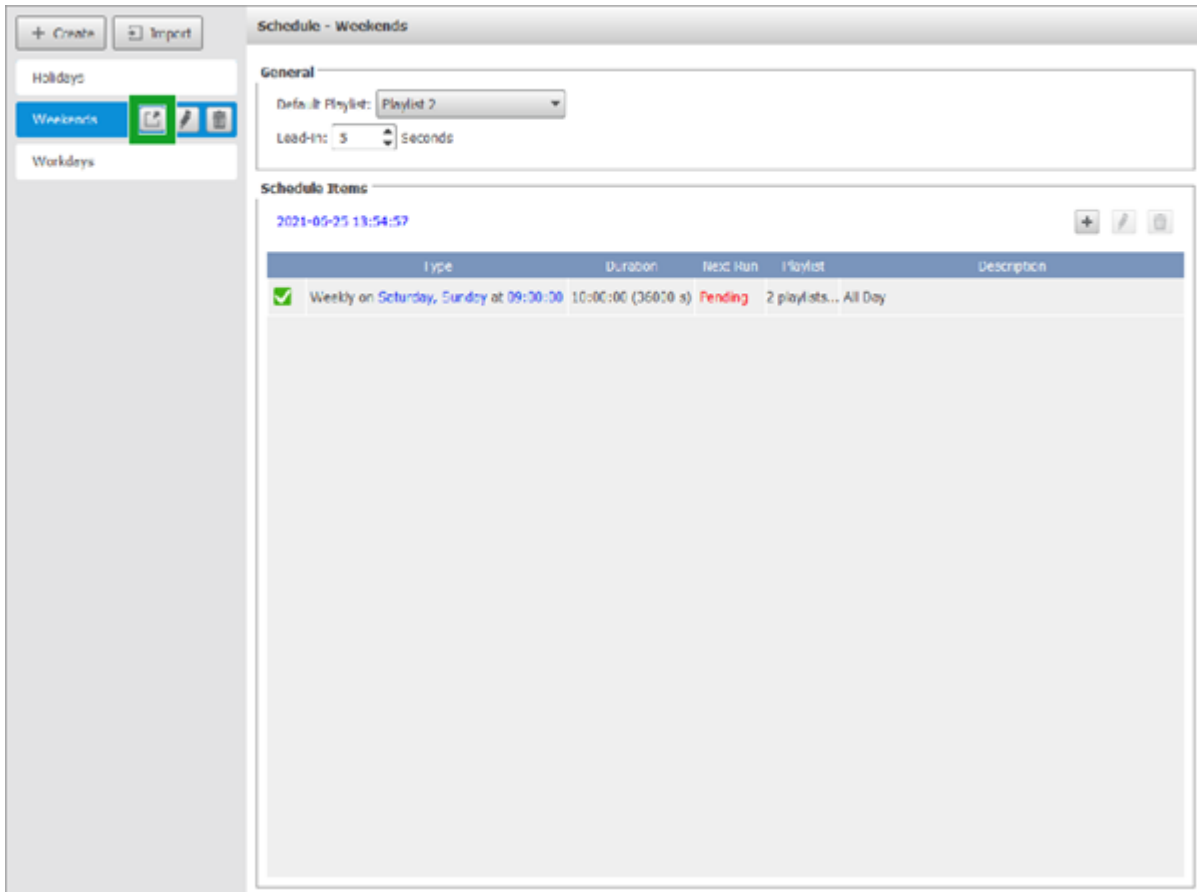 + Create Import
Schedule - Weekends
Holidays
Weekends
Workdays
General
Default Playlist: Playlist 2
Lead-in: 5 Seconds
Schedule Items
2021-05-25 13:54:57
Type Duration Next Run Playlist Description
Weekly on Saturday, Sunday at 09:00:00 10:00:00 (36000 s) Pending 2 playlists... All Day